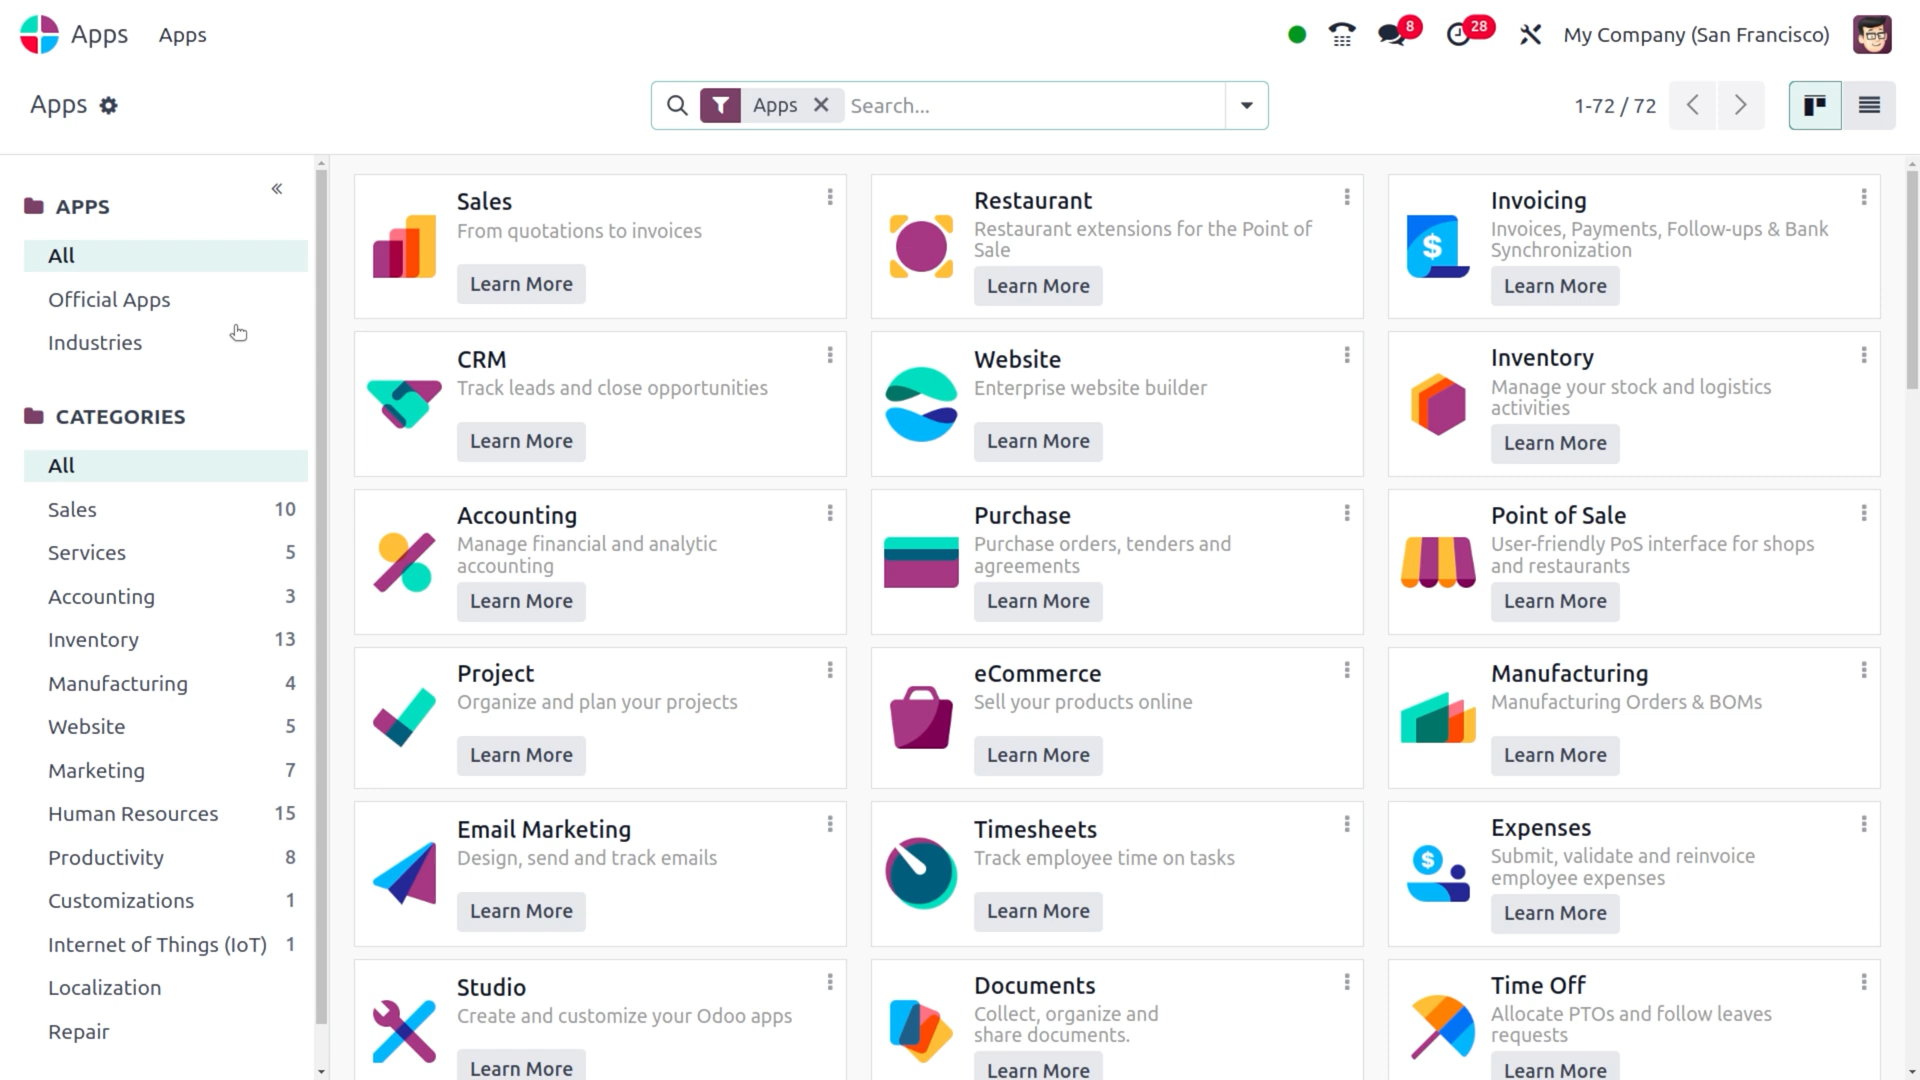 Apps Apps 8 28 My Company (San Francisco)
Apps Apps Search... 1-72 / 72
APPS
All
Official Apps
Industries
CATEGORIES
All
Sales 10
Services 5
Accounting 3
Inventory 13
Manufacturing 4
Website 5
Marketing 7
Human Resources 15
Productivity 8
Customizations 1
Internet of Things (IoT) 1
Localization
Repair
Sales
From quotations to invoices
Learn More
Restaurant
Restaurant extensions for the Point of
Sale
Learn More
Invoicing
Invoices, Payments, Follow-ups & Bank
Synchronization
Learn More
CRM
Track leads and close opportunities
Learn More
Website
Enterprise website builder
Learn More
Inventory
Manage your stock and logistics
activities
Learn More
Accounting
Manage financial and analytic
accounting
Learn More
Purchase
Purchase orders, tenders and
agreements
Learn More
Point of Sale
User-friendly PoS interface for shops
and restaurants
Learn More
Project
Organize and plan your projects
Learn More
eCommerce
Sell your products online
Learn More
Manufacturing
Manufacturing Orders & BOMs
Learn More
Email Marketing
Design, send and track emails
Learn More
Timesheets
Track employee time on tasks
Learn More
Expenses
Submit, validate and reinvoice
employee expenses
Learn More
Studio
Create and customize your Odoo apps
Learn More
Documents
Collect, organize and
share documents.
Learn More
Time Off
Allocate PTOs and follow leaves
requests
Learn More